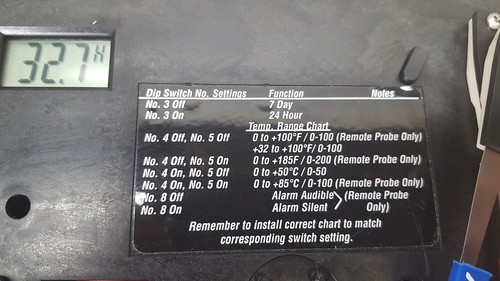 32.7H
Dip Switch No. Settings Function Notes
No. 3 Off 7 Day
No. 3 On 24 Hour
Temp. Range Chart
No. 4 Off, No. 5 Off 0 to +100°F / 0-100 (Remote Probe Only)
+32 to +100°F / 0-100
No. 4 Off, No. 5 On 0 to +185F / 0-200 (Remote Probe Only)
No. 4 On, No. 5 Off 0 to +50°C / 0-50
No. 4 On, No. 5 On 0 to +85°C / 0-100 (Remote Probe Only)
No. 8 Off Alarm Audible (Remote Probe
No. 8 On Alarm Silent Only)
Remember to install correct chart to match
corresponding switch setting.